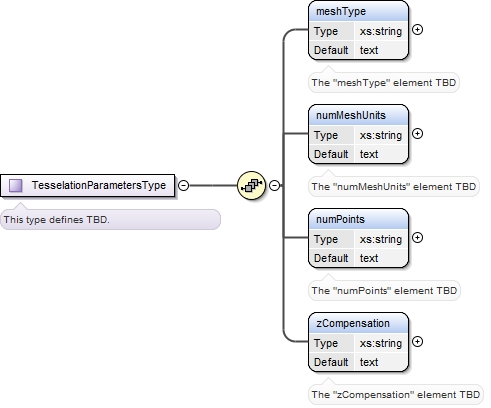 meshType
Type xs:string
Default text
The "meshType" element TBD
numMeshUnits
Type xs:string
Default text
The "numMeshUnits" element TBD
TesselationParametersType
This type defines TBD.
numPoints
Type xs:string
Default text
The "numPoints" element TBD
zCompensation
Type xs:string
Default text
The "zCompensation" element TBD